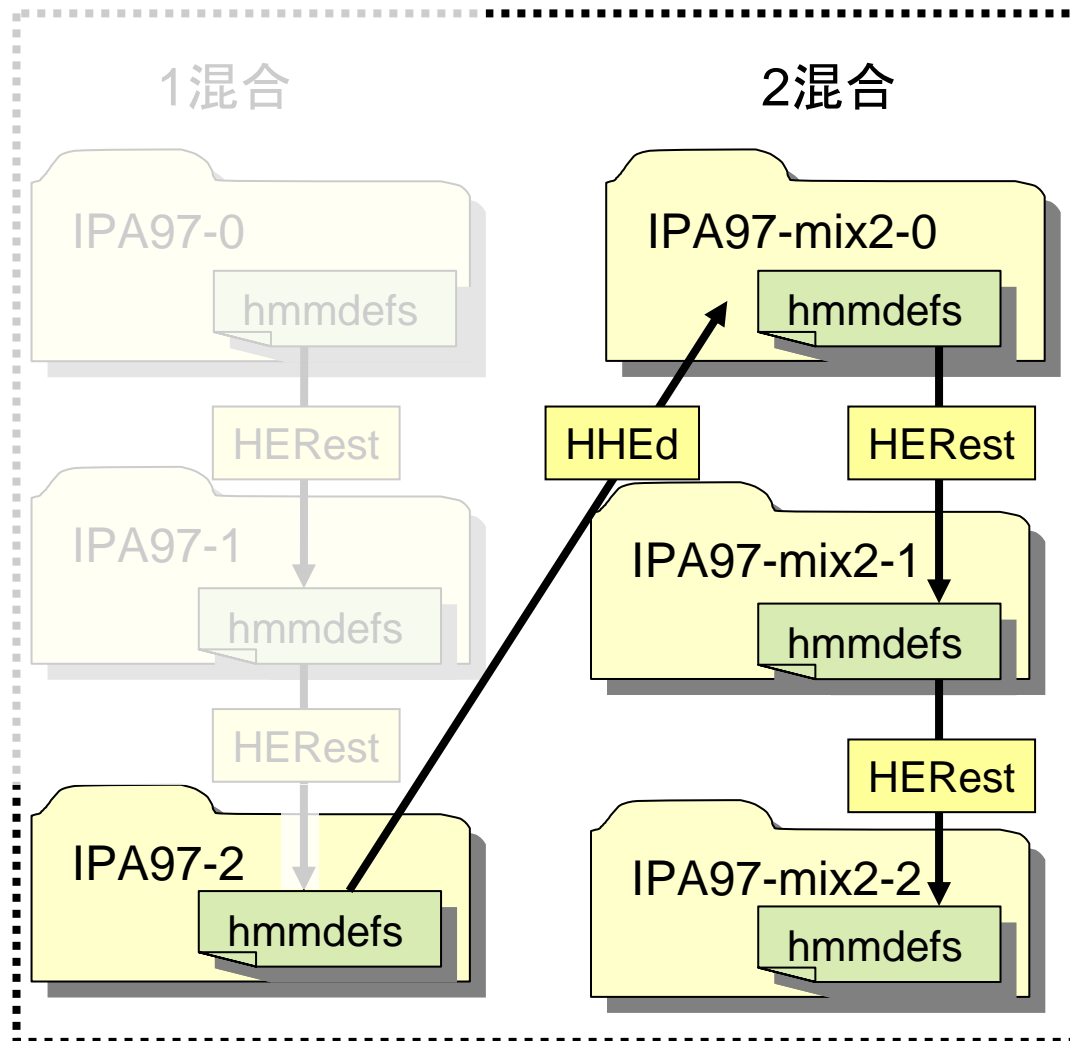 1混合
IPA97-0
hmmdefs
HERest
IPA97-1
hmmdefs
HERest
IPA97-2
hmmdefs
HHEd
2混合
IPA97-mix2-0
hmmdefs
HERest
IPA97-mix2-1
hmmdefs
HERest
IPA97-mix2-2
hmmdefs